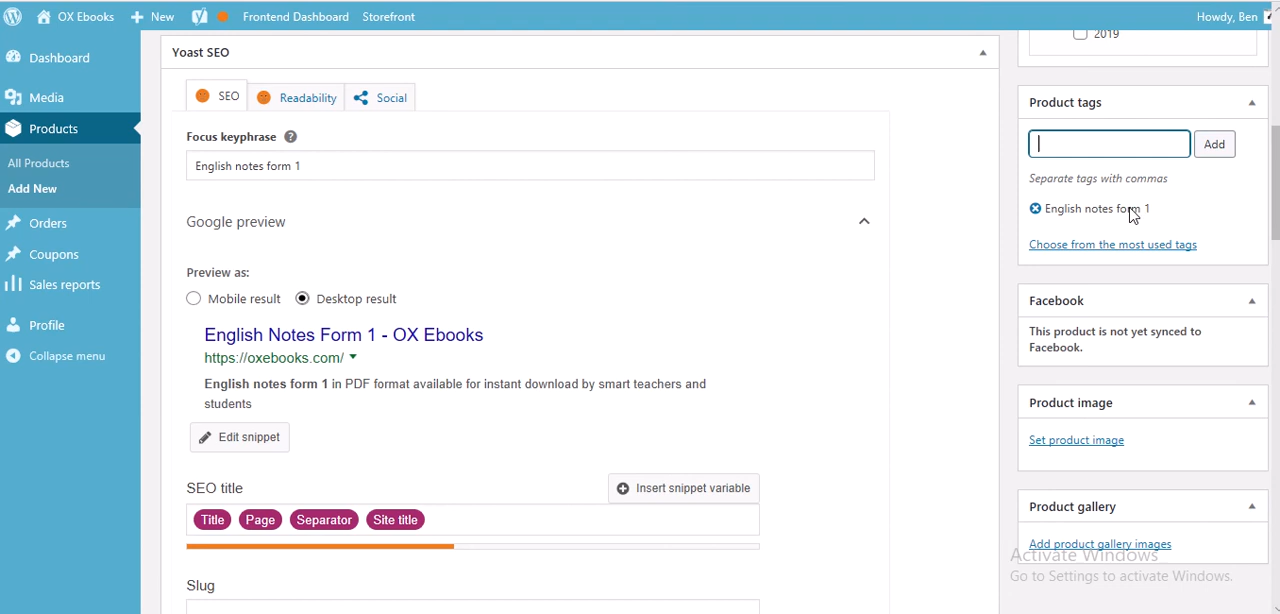 OX Ebooks New Frontend Dashboard Storefront Howdy, Ben
Dashboard
Media
Products
All Products
Add New
Orders
Coupons
Sales reports
Profile
Collapse menu
Yoast SEO
SEO Readability Social
Focus keyphrase
English notes form 1
Google preview
Preview as:
Mobile result Desktop result
English Notes Form 1 - OX Ebooks
https://oxebooks.com/
English notes form 1 in PDF format available for instant download by smart teachers and
students
Edit snippet
SEO title Insert snippet variable
Title Page Separator Site title
Slug
2019
Product tags
Add
Separate tags with commas
English notes form 1
Choose from the most used tags
Facebook
This product is not yet synced to
Facebook.
Product image
Set product image
Product gallery
Add product gallery images
Activate Windows
Go to Settings to activate Windows.